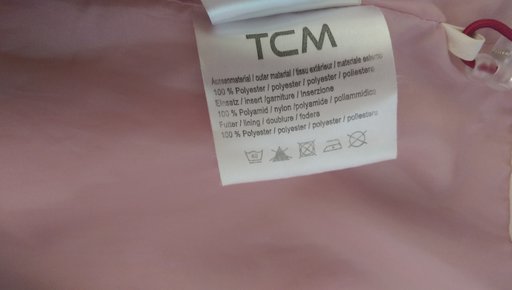 TCM
Aussenmaterial / outer material / tissu extérieur / materiale esterno
100 % Polyester / polyester / polyester / poliestere
Einsatz / insert /garniture / inserzione
100 % Polyamid / nylon /polyamide / poliammidico
Futter / lining / doublure / fodera
100 % Polyester / polyester / polyester / poliestere